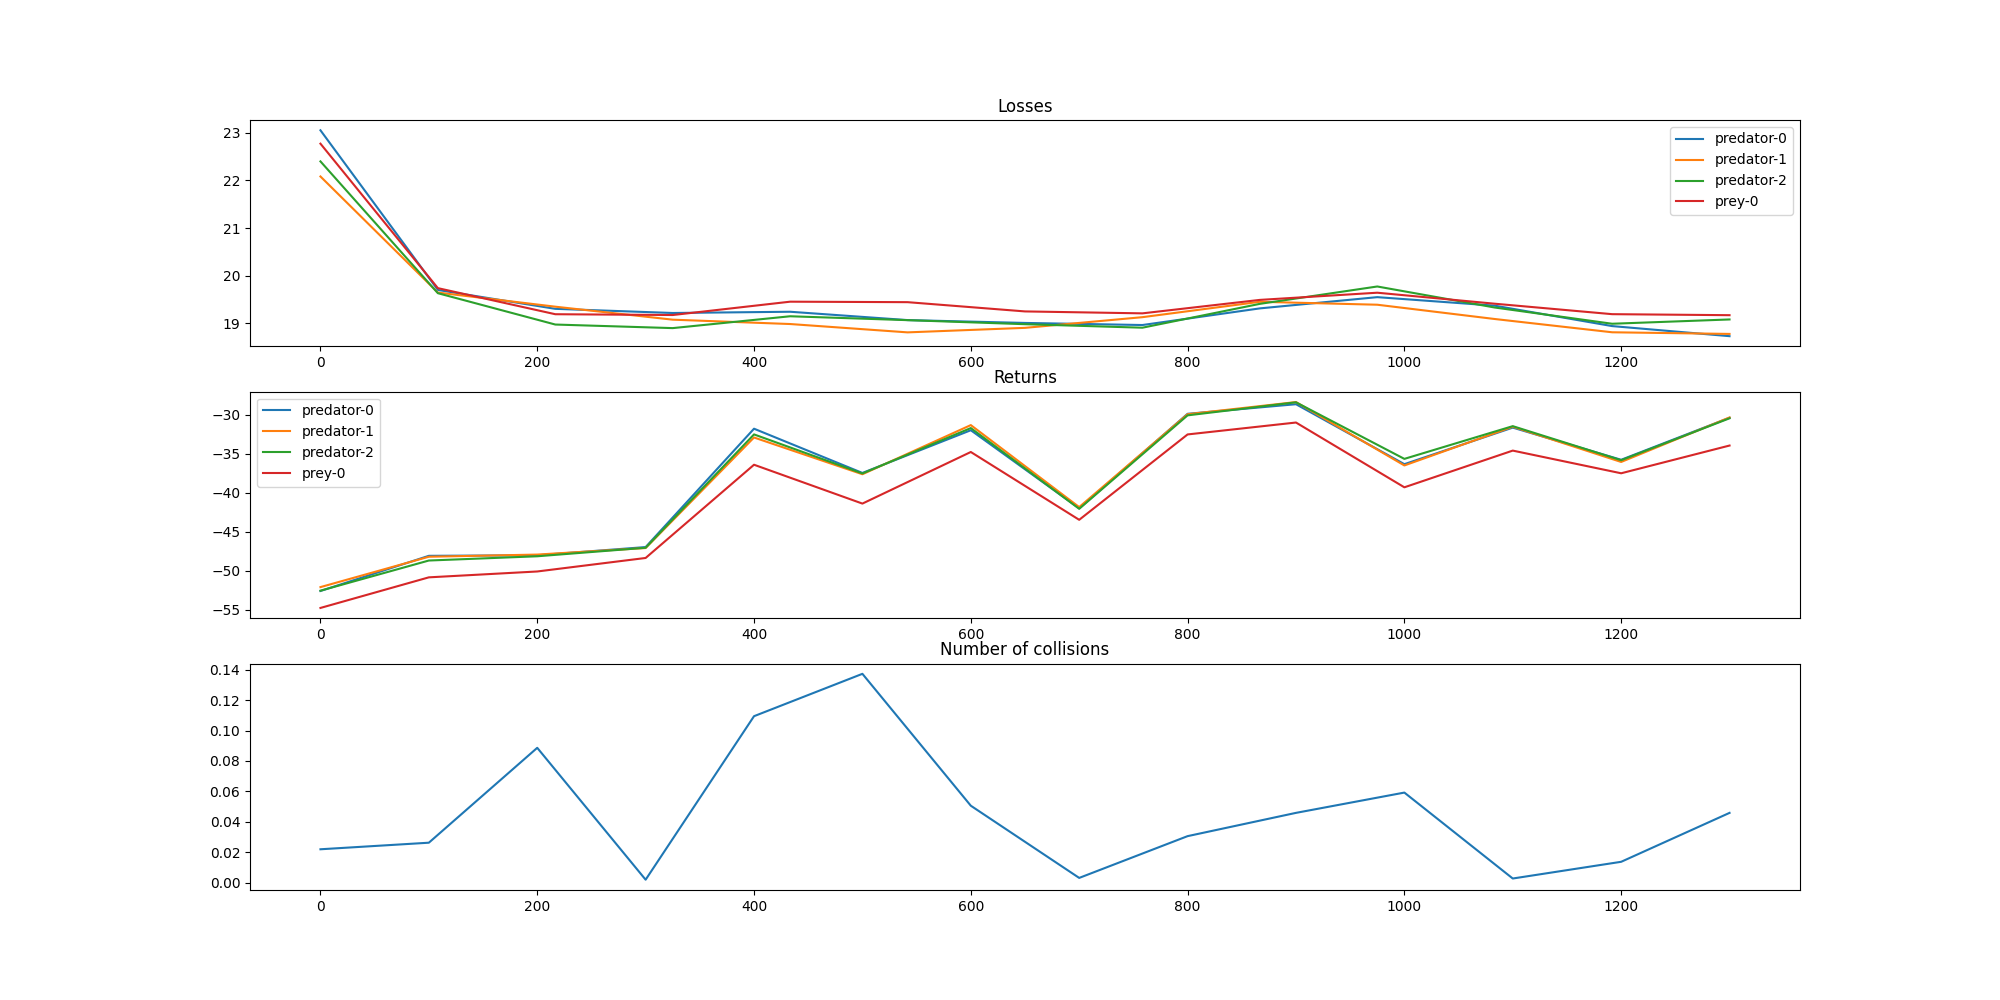 Losses
23
22
21
20
19
predator-0
predator-1
predator-2
prey-0
0 200 400 600 800 1000 1200
Returns
−30
−35
−40
−45
−50
−55
predator-0
predator-1
predator-2
prey-0
0 200 400 600 800 1000 1200
Number of collisions
0.14
0.12
0.10
0.08
0.06
0.04
0.02
0.00
0 200 400 600 800 1000 1200